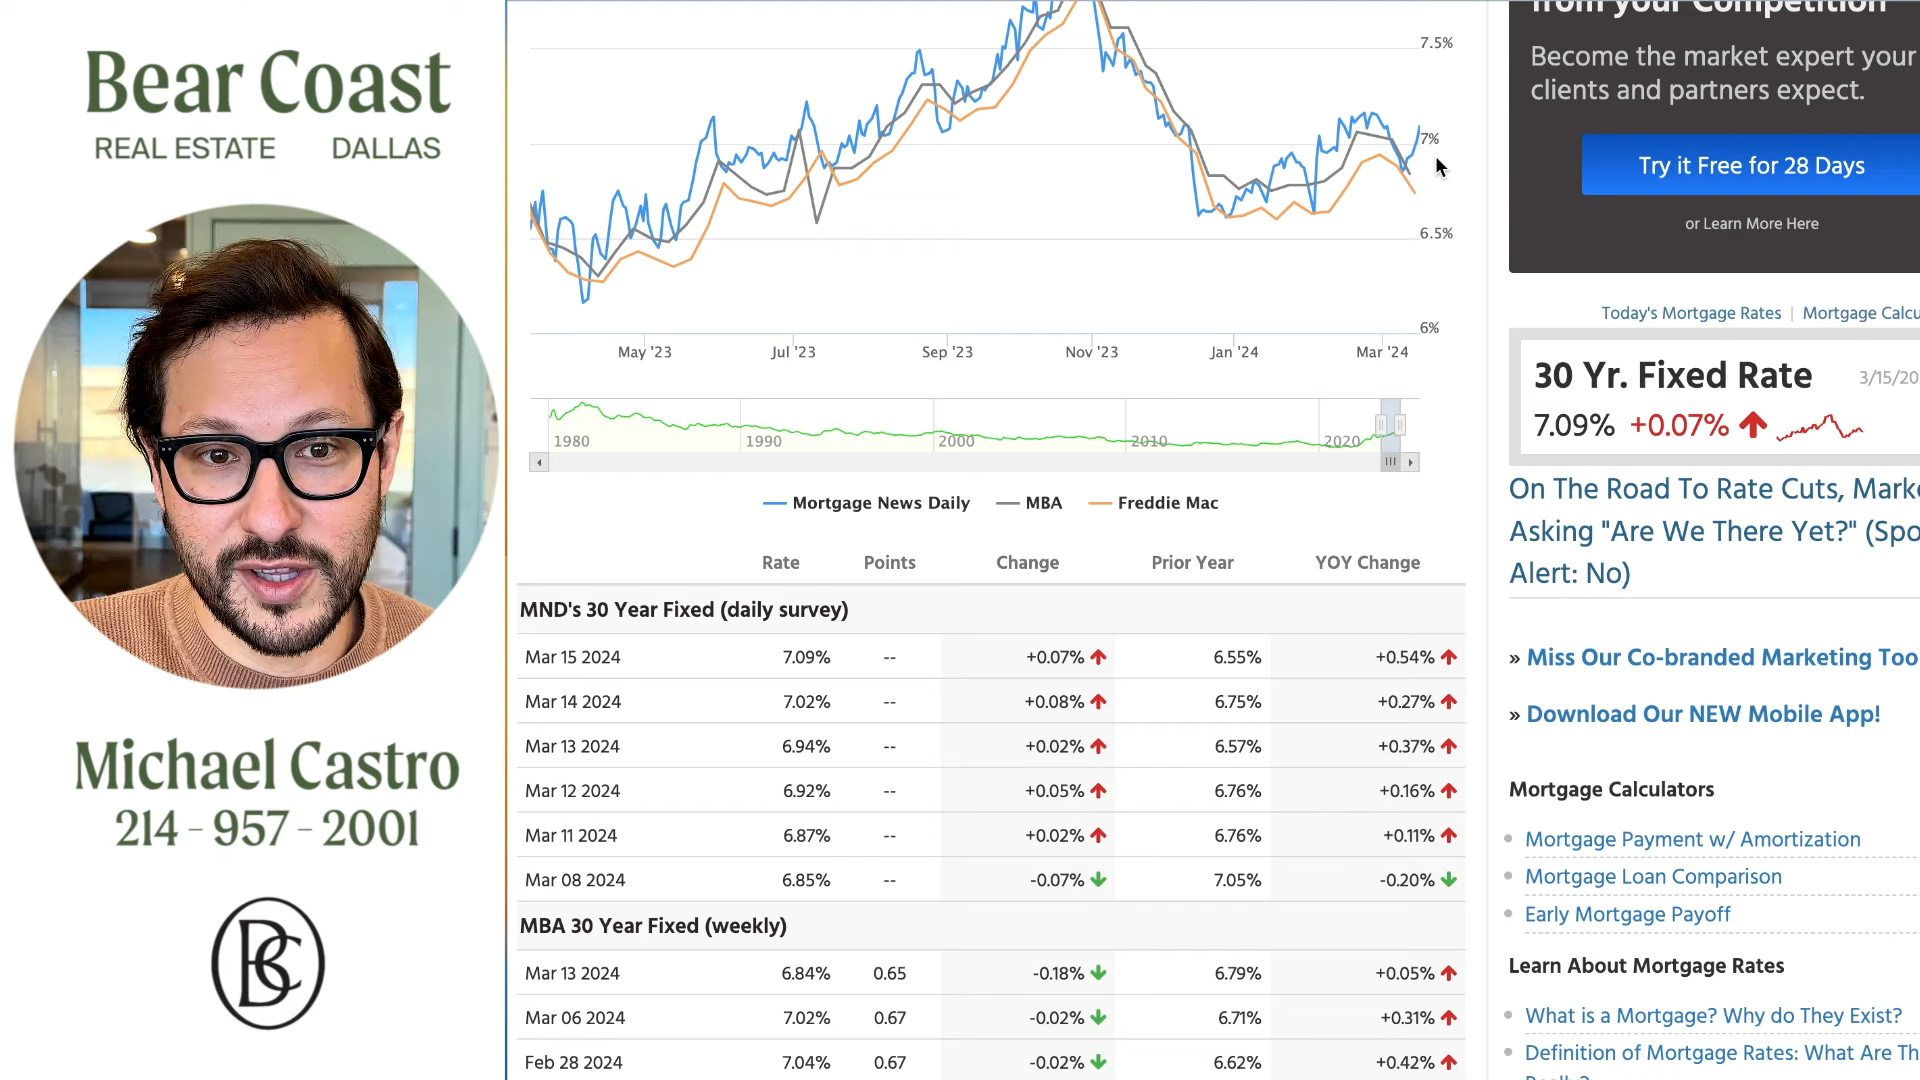 Bear Coast
REAL ESTATE DALLAS
Michael Castro
214 - 957 - 2001
BC
7.5%
7%
6.5%
6%
May '23 Jul '23 Sep '23 Nov '23 Jan '24 Mar '24
1980 1990 2000 2010 2020
Mortgage News Daily MBA Freddie Mac
Rate Points Change Prior Year YOY Change
MND's 30 Year Fixed (daily survey)
Mar 15 2024 7.09% -- +0.07% 6.55% +0.54%
Mar 14 2024 7.02% -- +0.08% 6.75% +0.27%
Mar 13 2024 6.94% -- +0.02% 6.57% +0.37%
Mar 12 2024 6.92% -- +0.05% 6.76% +0.16%
Mar 11 2024 6.87% -- +0.02% 6.76% +0.11%
Mar 08 2024 6.85% -- -0.07% 7.05% -0.20%
MBA 30 Year Fixed (weekly)
Mar 13 2024 6.84% 0.65 -0.18% 6.79% +0.05%
Mar 06 2024 7.02% 0.67 -0.02% 6.71% +0.31%
Feb 28 2024 7.04% 0.67 -0.02% 6.62% +0.42%
from your Competition
Become the market expert your
clients and partners expect.
Try it Free for 28 Days
or Learn More Here
Today's Mortgage Rates | Mortgage Calcu
30 Yr. Fixed Rate 3/15/20
7.09% +0.07%
On The Road To Rate Cuts, Marke
Asking "Are We There Yet?" (Spo
Alert: No)
» Miss Our Co-branded Marketing Too
» Download Our NEW Mobile App!
Mortgage Calculators
Mortgage Payment w/ Amortization
Mortgage Loan Comparison
Early Mortgage Payoff
Learn About Mortgage Rates
What is a Mortgage? Why do They Exist?
Definition of Mortgage Rates: What Are Th